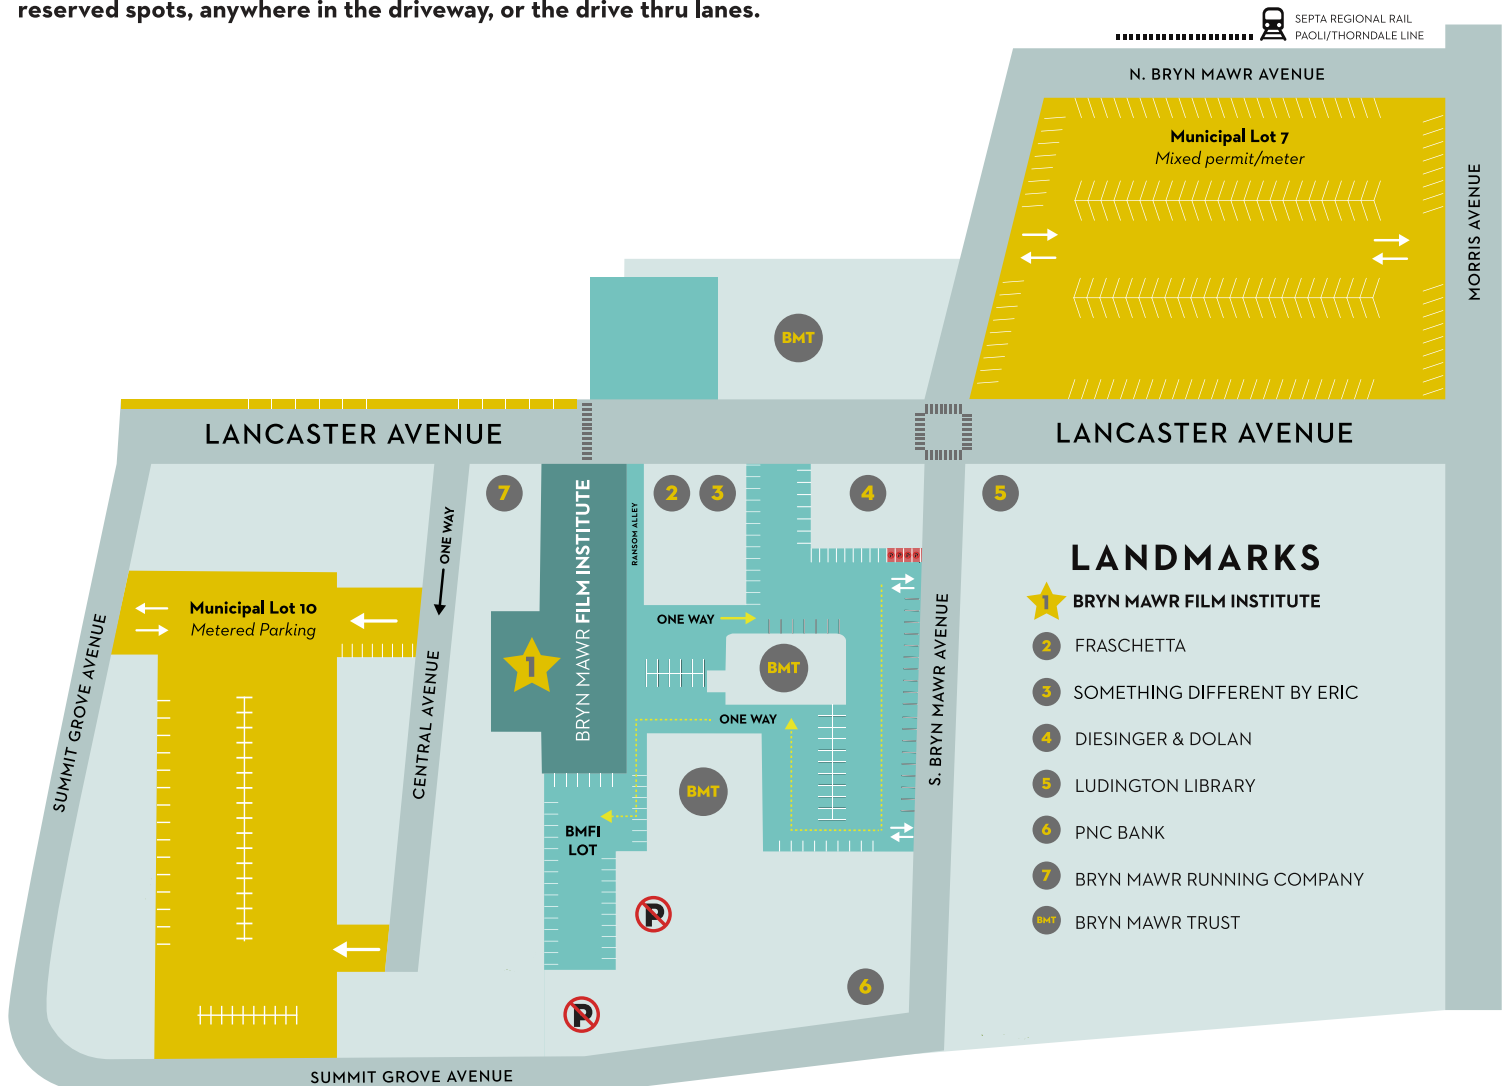 reserved spots, anywhere in the driveway, or the drive thru lanes.
SEPTA REGIONAL RAIL
PAOLI/THORNDALE LINE
N. BRYN MAWR AVENUE
Municipal Lot 7
Mixed permit/meter
MORRIS AVENUE
BMT
LANCASTER AVENUE
LANCASTER AVENUE
7
2
3
4
5
BRYN MAWR FILM INSTITUTE
RANSOM ALLEY
ONE WAY
CENTRAL AVENUE
SUMMIT GROVE AVENUE
Municipal Lot 10
Metered Parking
P P P P
ONE WAY
1
BMT
ONE WAY
S. BRYN MAWR AVENUE
BMT
BMFI
LOT
P
P
6
SUMMIT GROVE AVENUE
LANDMARKS
1 BRYN MAWR FILM INSTITUTE
2 FRASCHETTA
3 SOMETHING DIFFERENT BY ERIC
4 DIESINGER & DOLAN
5 LUDINGTON LIBRARY
6 PNC BANK
7 BRYN MAWR RUNNING COMPANY
BMT BRYN MAWR TRUST